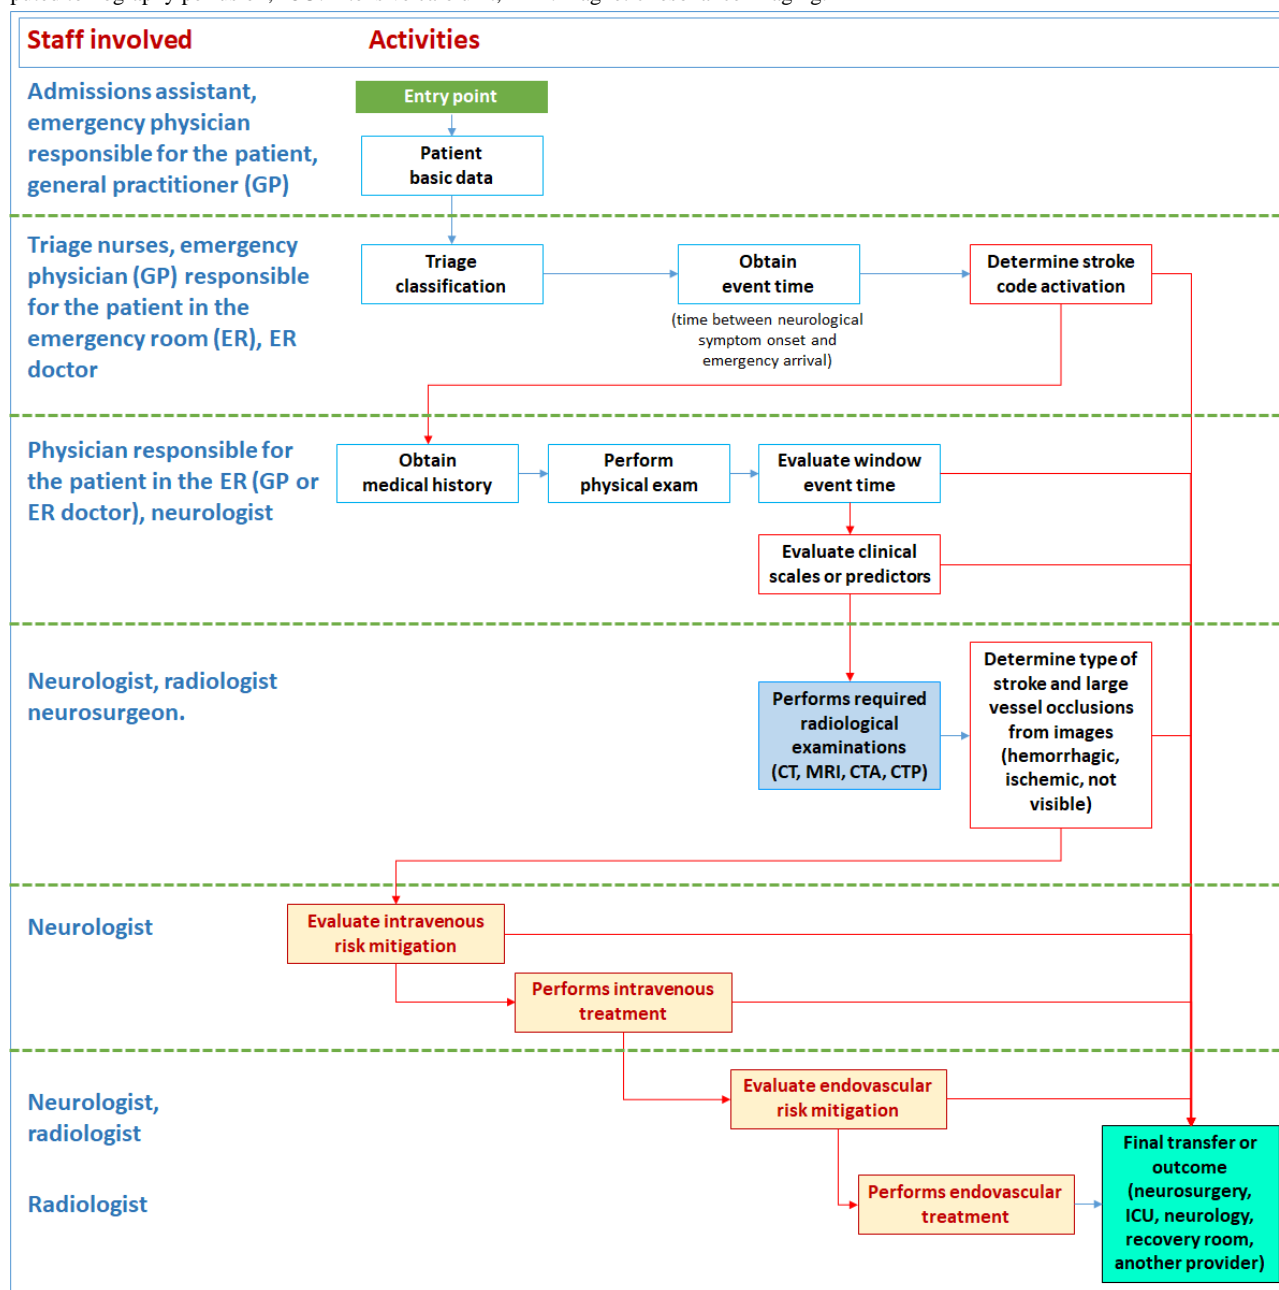 Staff involved
Activities
Admissions assistant,
emergency physician
responsible for the patient,
general practitioner (GP)
Entry point
Patient
basic data
Triage nurses, emergency
physician (GP) responsible
for the patient in the
emergency room (ER), ER
doctor
Triage
classification
Obtain
event time
(time between neurological
symptom onset and
emergency arrival)
Determine stroke
code activation
Physician responsible for
the patient in the ER (GP or
ER doctor), neurologist
Obtain
medical history
Perform
physical exam
Evaluate window
event time
Evaluate clinical
scales or predictors
Neurologist, radiologist
neurosurgeon.
Performs required
radiological
examinations
(CT, MRI, CTA, CTP)
Determine type of
stroke and large
vessel occlusions
from images
(hemorrhagic,
ischemic, not
visible)
Neurologist
Evaluate intravenous
risk mitigation
Performs intravenous
treatment
Neurologist,
radiologist
Evaluate endovascular
risk mitigation
Radiologist
Performs endovascular
treatment
Final transfer or
outcome
(neurosurgery,
ICU, neurology,
recovery room,
another provider)